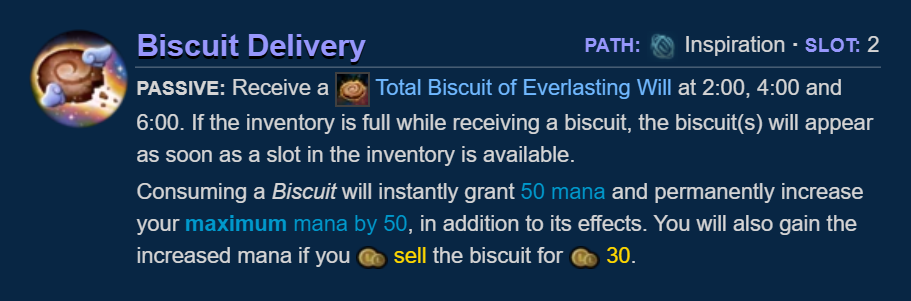 Biscuit Delivery PATH: Inspiration · SLOT: 2
PASSIVE: Receive a Total Biscuit of Everlasting Will at 2:00, 4:00 and
6:00. If the inventory is full while receiving a biscuit, the biscuit(s) will appear
as soon as a slot in the inventory is available.
Consuming a Biscuit will instantly grant 50 mana and permanently increase
your maximum mana by 50, in addition to its effects. You will also gain the
increased mana if you sell the biscuit for 30.